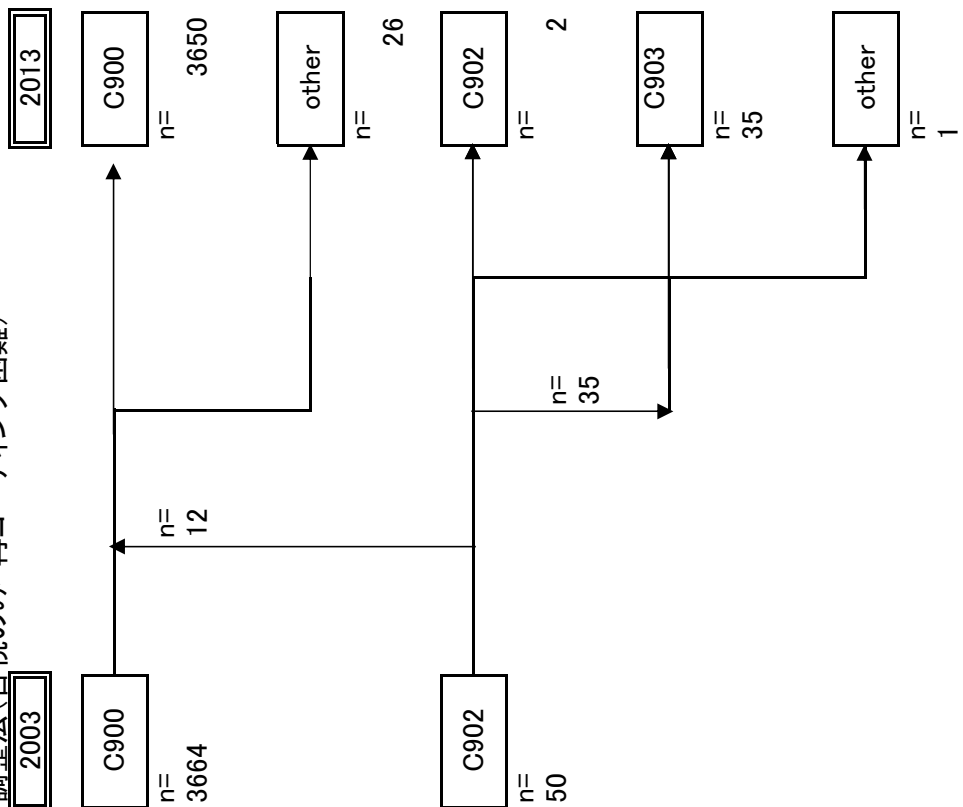 2003
2013
C900
C900
n=
n=
n=
3664
12
3650
other
n=
26
C902
C902
n=
n=
50
2
n=
35
C903
n=
35
other
n=
1